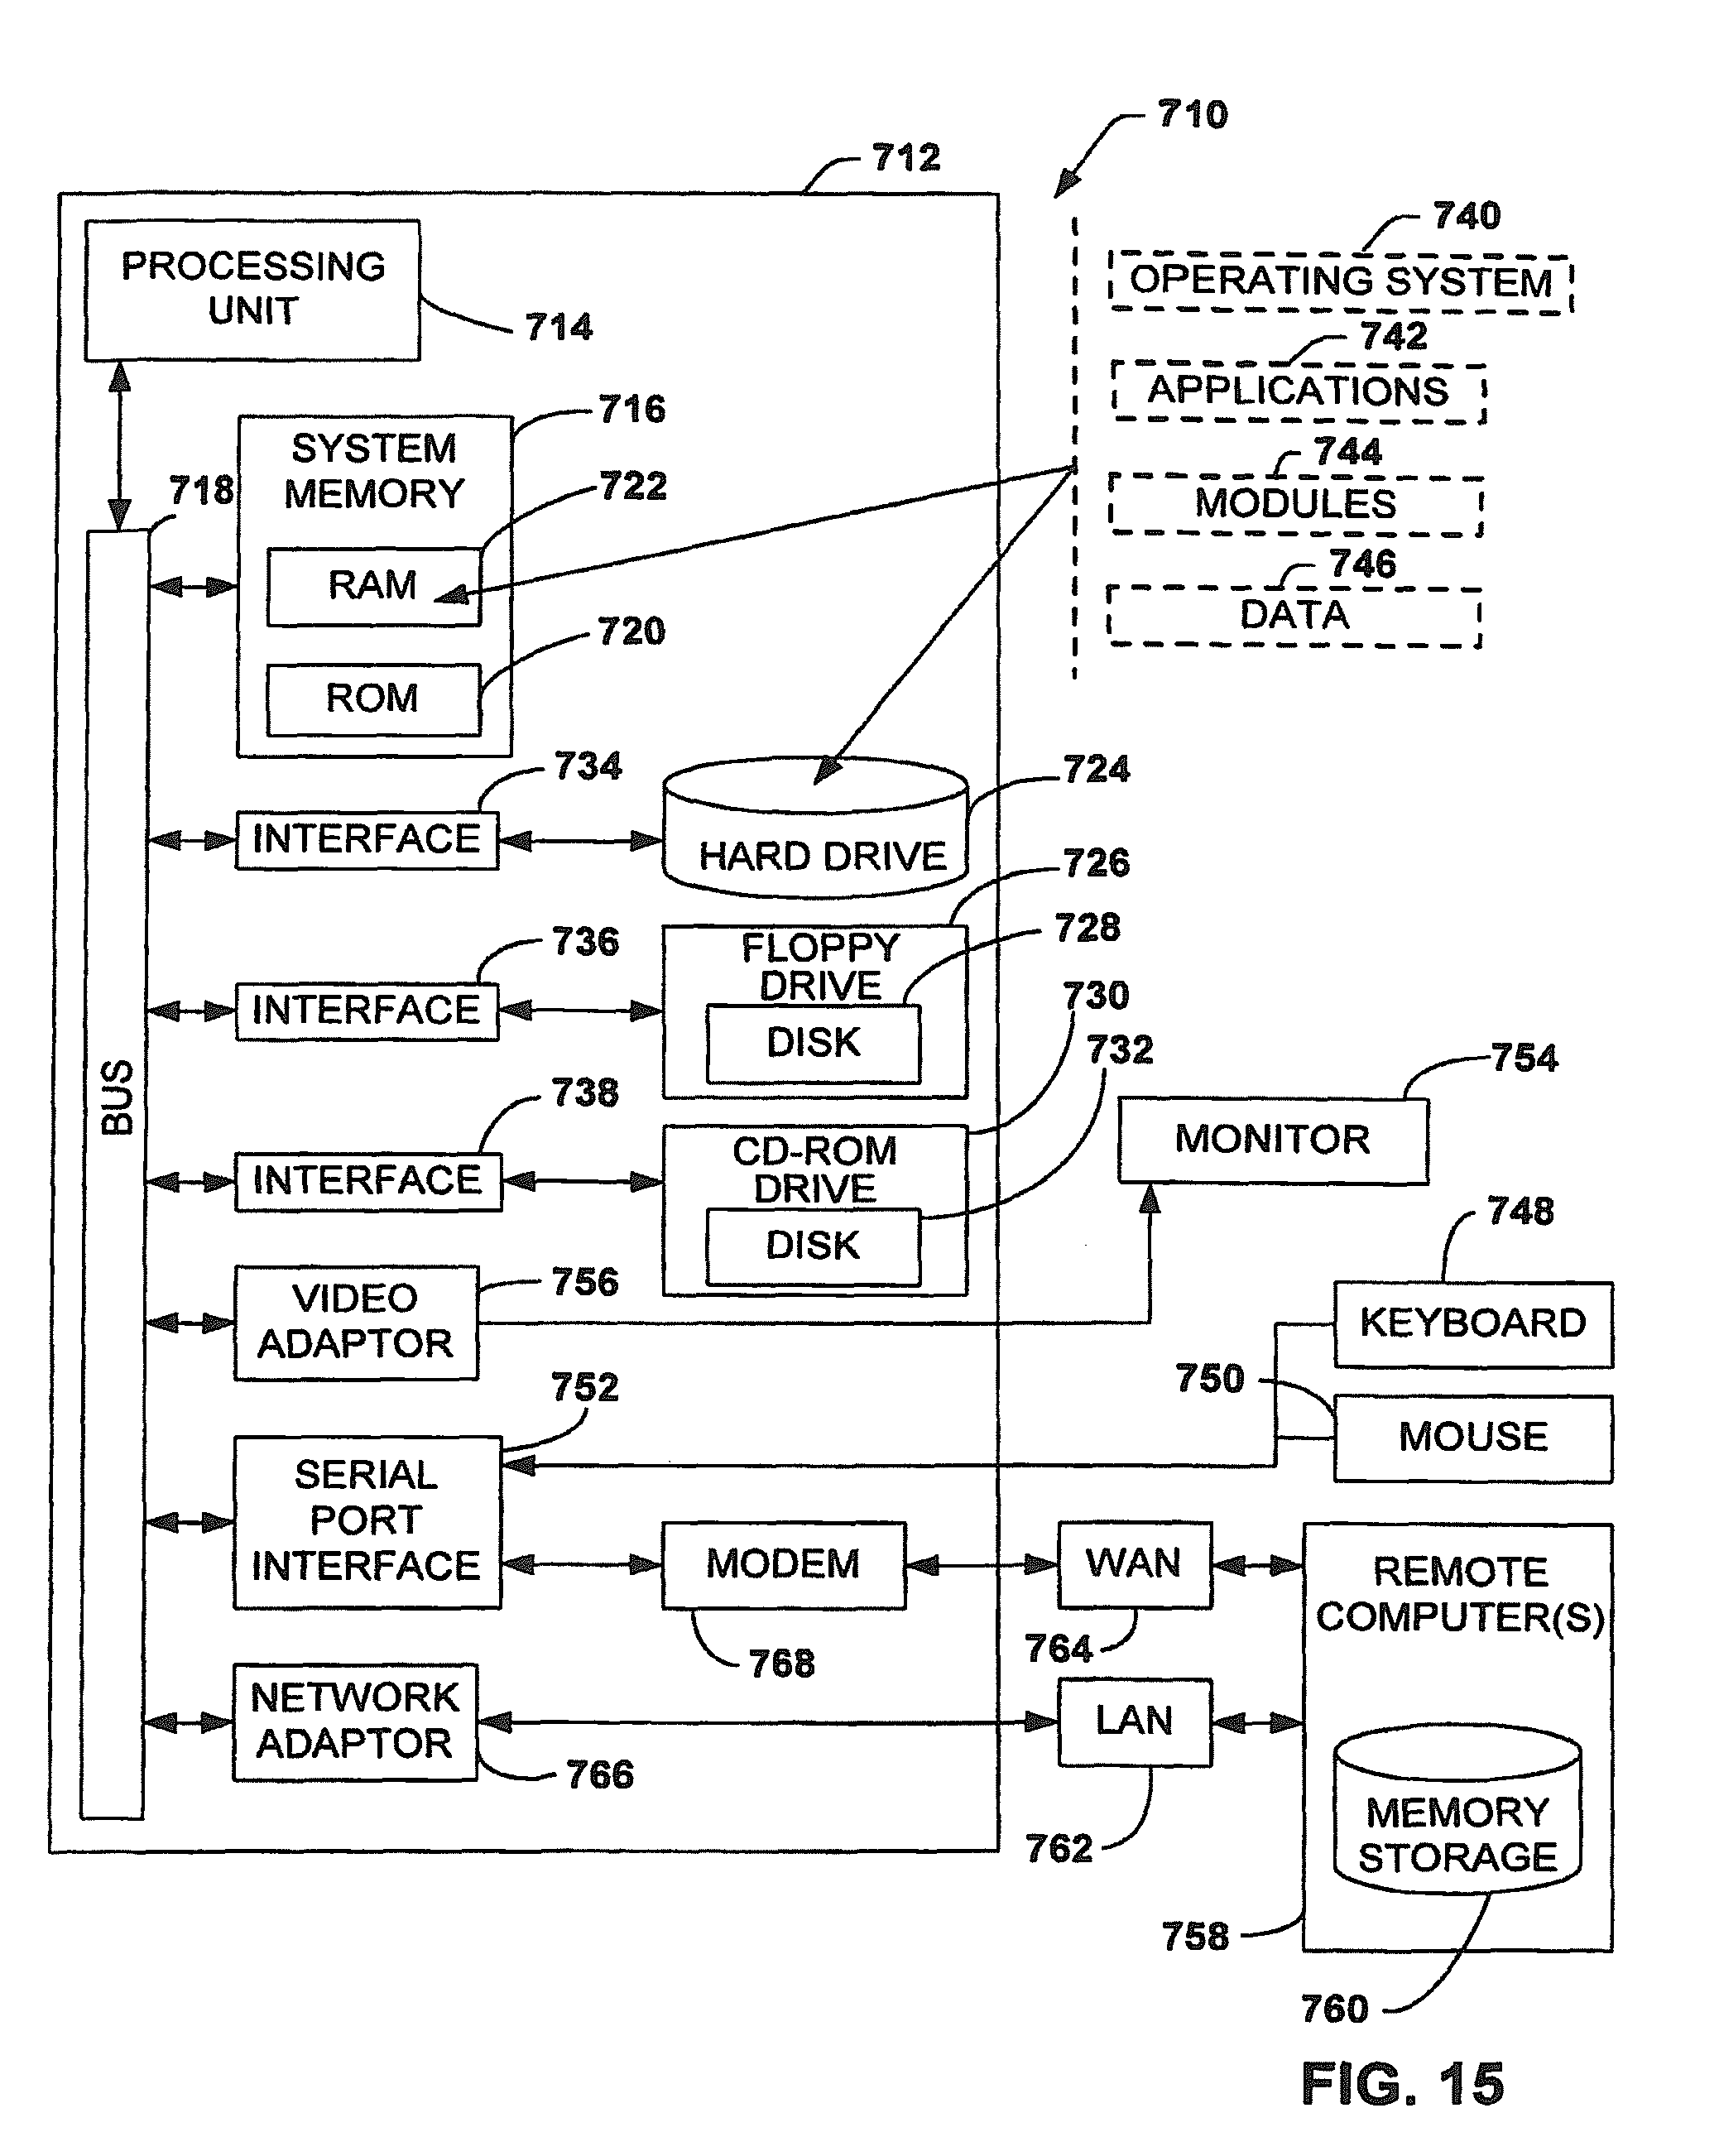 710
712
740
OPERATING SYSTEM
PROCESSING
UNIT
714
742
APPLICATIONS
716
SYSTEM
MEMORY
744
MODULES
718
722
RAM
746
DATA
720
ROM
734
INTERFACE
724
HARD DRIVE
726
736
INTERFACE
FLOPPY
DRIVE
728
DISK
730
732
BUS
738
INTERFACE
CD-ROM
DRIVE
DISK
754
MONITOR
748
KEYBOARD
756
VIDEO
ADAPTOR
750
MOUSE
752
SERIAL
PORT
INTERFACE
MODEM
768
WAN
764
REMOTE
COMPUTER(S)
NETWORK
ADAPTOR
766
LAN
762
MEMORY
STORAGE
758
760
FIG. 15